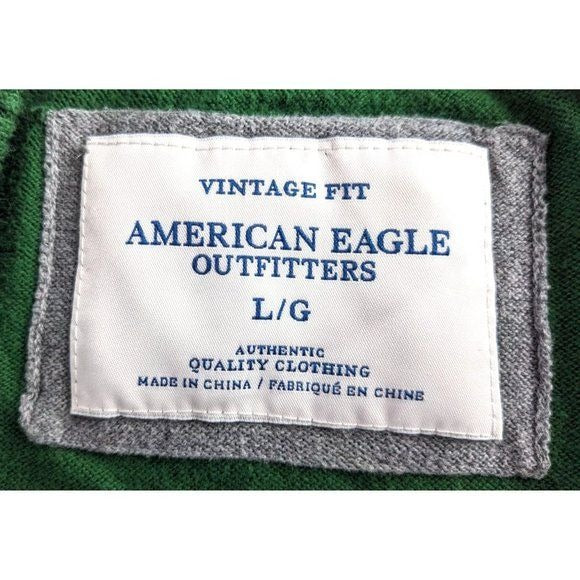 VINTAGE FIT
AMERICAN EAGLE
OUTFITTERS
L/G
AUTHENTIC
QUALITY CLOTHING
MADE IN CHINA / FABRIQUÉ EN CHINE